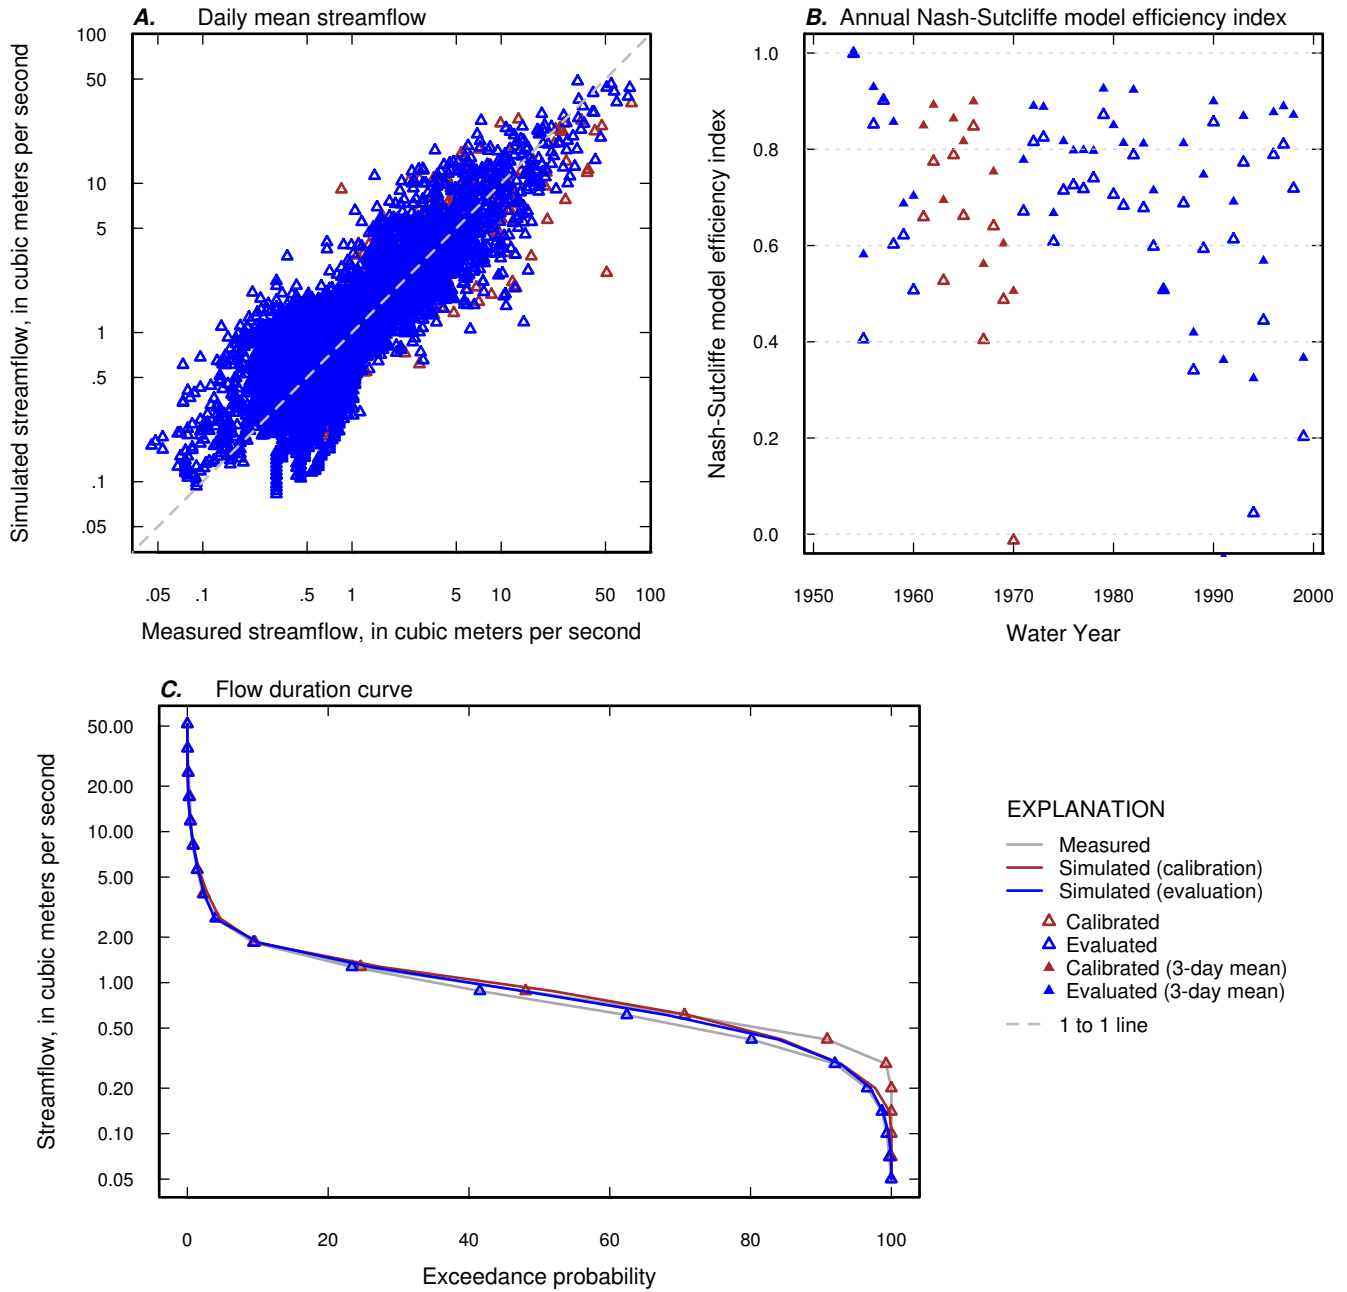 A. Daily mean streamflow
Simulated streamflow, in cubic meters per second
100
50
10
5
1
.5
.1
.05
.05 .1 .5 1 5 10 50 100
Measured streamflow, in cubic meters per second
B. Annual Nash-Sutcliffe model efficiency index
Nash-Sutcliffe model efficiency index
1.0
0.8
0.6
0.4
0.2
0.0
1950 1960 1970 1980 1990 2000
Water Year
C. Flow duration curve
Streamflow, in cubic meters per second
50.00
20.00
10.00
5.00
2.00
1.00
0.50
0.20
0.10
0.05
0 20 40 60 80 100
Exceedance probability
EXPLANATION
Measured
Simulated (calibration)
Simulated (evaluation)
Calibrated
Evaluated
Calibrated (3-day mean)
Evaluated (3-day mean)
1 to 1 line